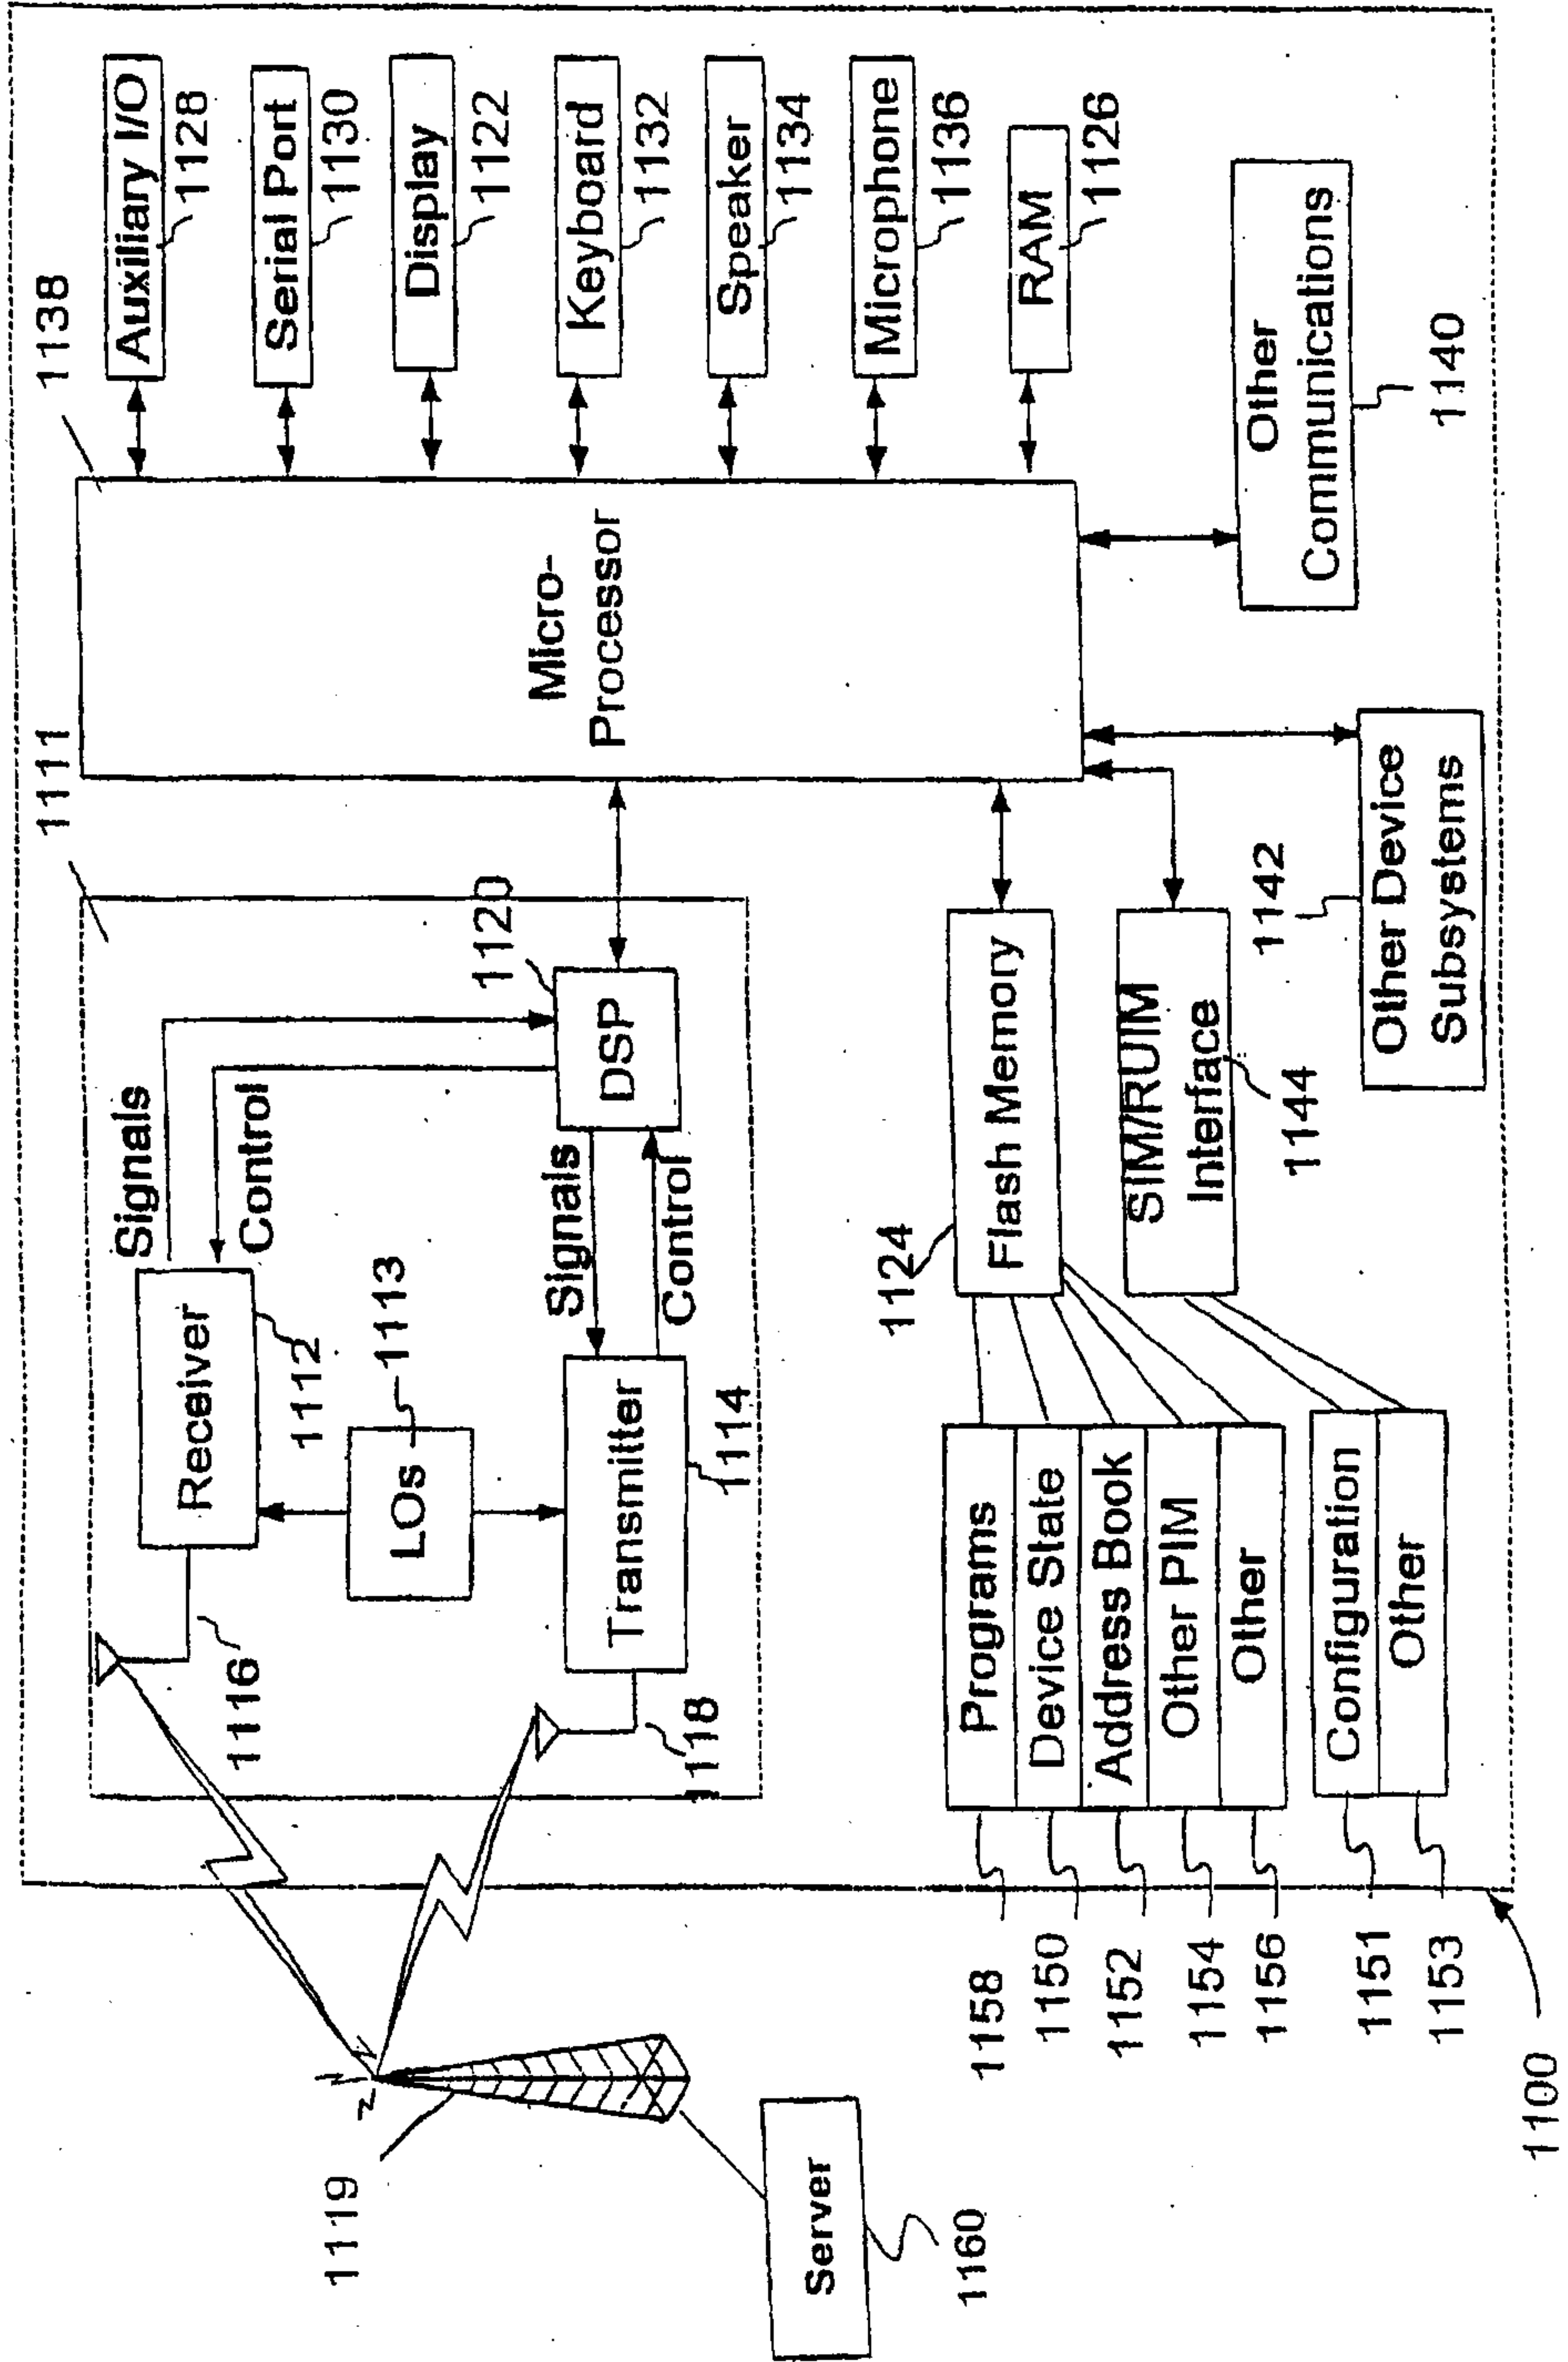 1138
1111
Auxiliary I/O
1128
Serial Port
1130
Display
1122
Keyboard
1132
Speaker
1134
Microphone
1136
RAM
1126
Micro-
Processor
Other
Communications
1140
Other Device
Subsystems
1142
Signals
Control
Receiver
1112
1116
LOs
1113
DSP
1120
Signals
Control
Transmitter
1114
1118
1124
Flash Memory
SIM/RUIM
Interface
1144
Programs
Device State
Address Book
Other PIM
Other
Configuration
Other
1158
1150
1152
1154
1156
1151
1153
1119
Server
1160
1100